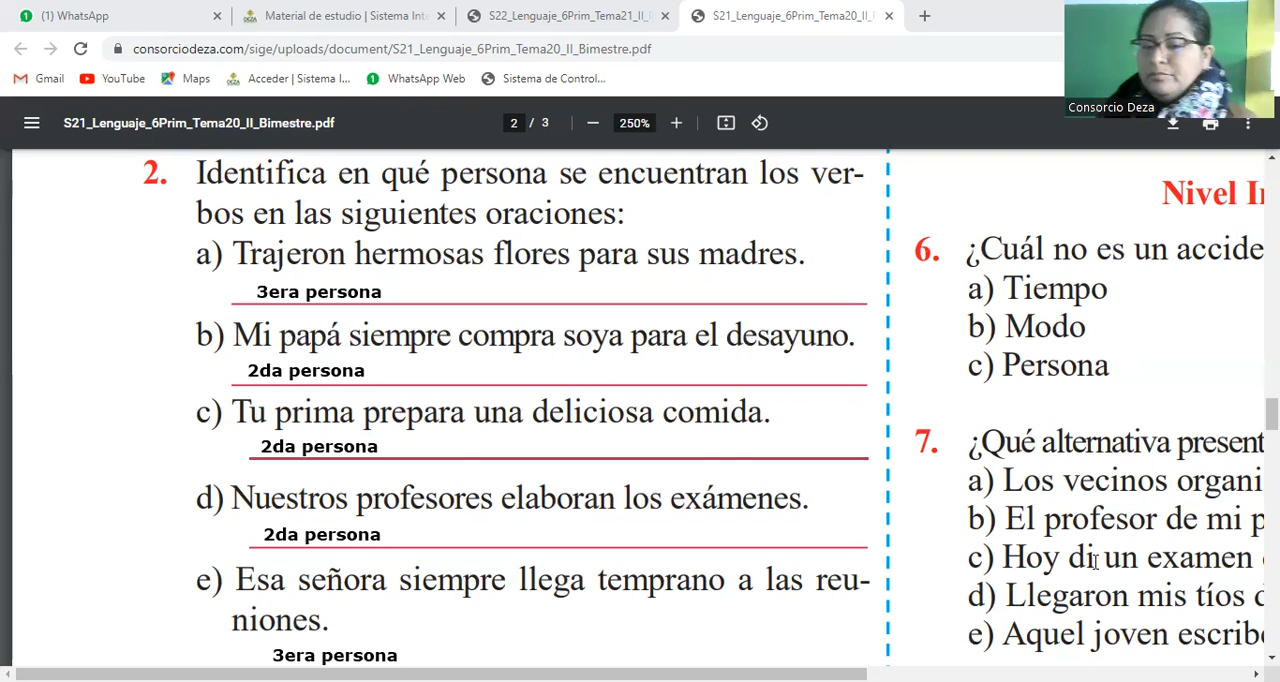 (1) WhatsApp
Material de estudio | Sistema Inte
S22_Lenguaje_6Prim_Tema21_II_B
S21_Lenguaje_6Prim_Tema20_II_B
consorciodeza.com/sige/uploads/document/S21_Lenguaje_6Prim_Tema20_II_Bimestre.pdf
Gmail YouTube Maps Acceder | Sistema I... WhatsApp Web Sistema de Control...
Consorcio Deza
S21_Lenguaje_6Prim_Tema20_II_Bimestre.pdf
2 / 3
250%
2. Identifica en qué persona se encuentran los ver-
bos en las siguientes oraciones:
a) Trajeron hermosas flores para sus madres.
3era persona
b) Mi papá siempre compra soya para el desayuno.
2da persona
c) Tu prima prepara una deliciosa comida.
2da persona
d) Nuestros profesores elaboran los exámenes.
2da persona
e) Esa señora siempre llega temprano a las reu-
niones.
3era persona
Nivel I
6. ¿Cuál no es un accide
a) Tiempo
b) Modo
c) Persona
7. ¿Qué alternativa present
a) Los vecinos organi
b) El profesor de mi p
c) Hoy di un examen
d) Llegaron mis tíos d
e) Aquel joven escribe